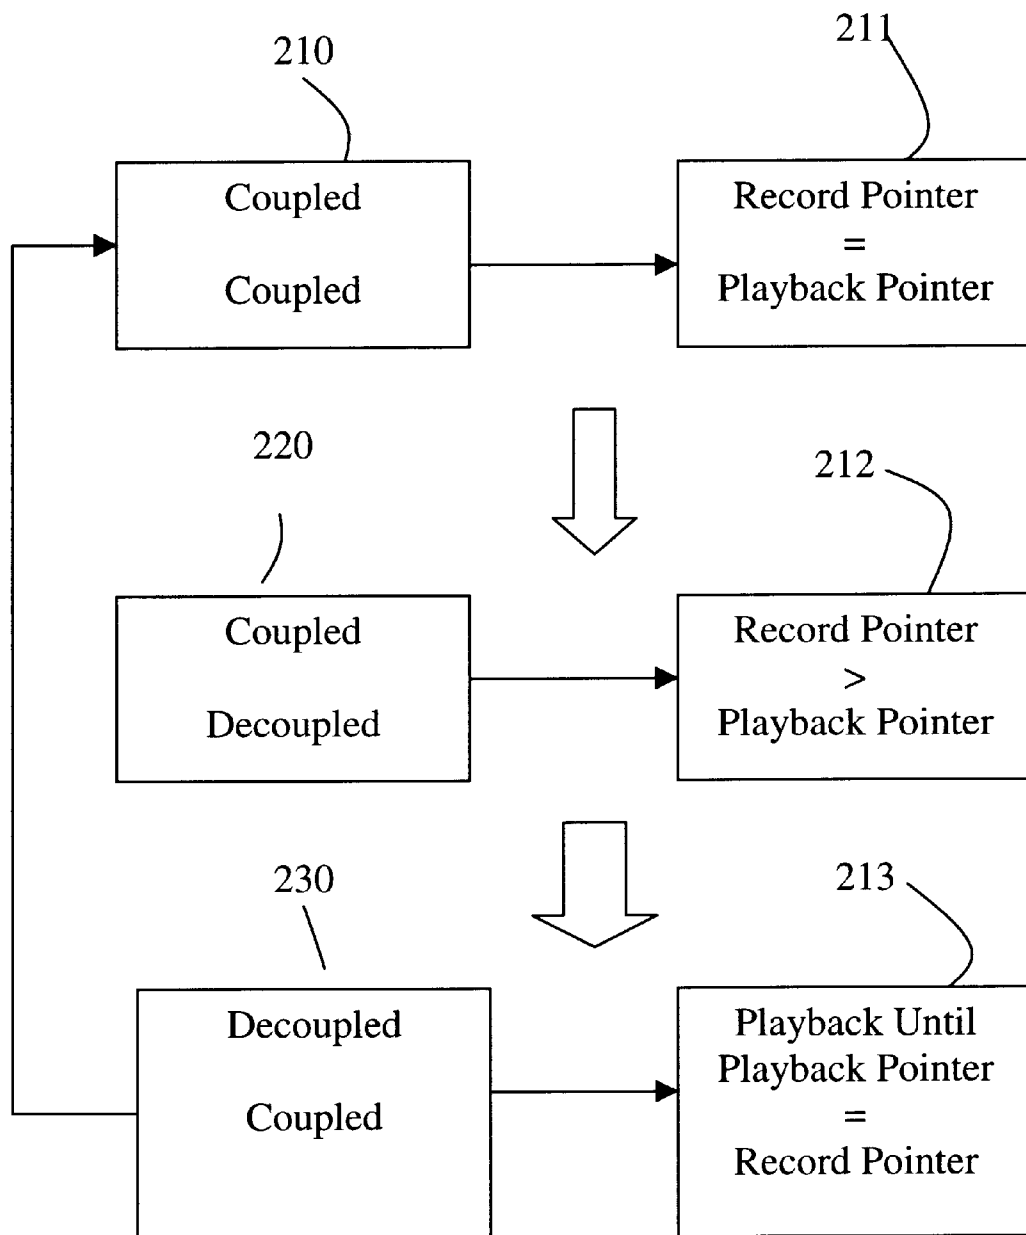 210
211
Coupled
Coupled
Record Pointer
=
Playback Pointer
220
212
Coupled
Decoupled
Record Pointer
>
Playback Pointer
230
213
Decoupled
Coupled
Playback Until
Playback Pointer
=
Record Pointer